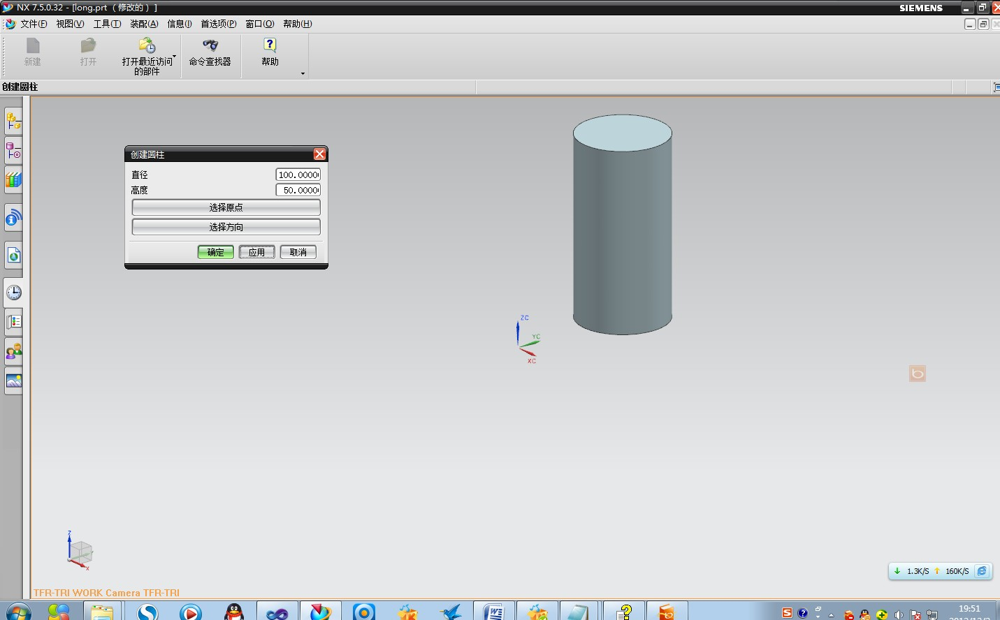 NX 7.5.0.32 - [long.prt （修改的） ]
SIEMENS
文件(F) 视图(V) 工具(T) 装配(A) 信息(I) 首选项(P) 窗口(O) 帮助(H)
新建 打开 打开最近访问的部件 命令查找器 帮助
创建圆柱
创建圆柱
直径 100.0000
高度 50.0000
选择原点
选择方向
确定 应用 取消
ZC
YC
XC
Z
X
TFR-TRI WORK Camera TFR-TRI
1.3K/S 160K/S
19:51